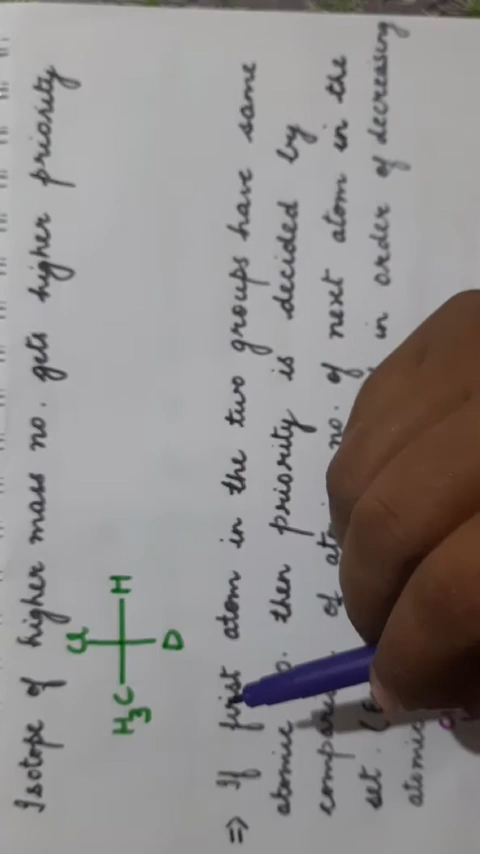 Isotope of higher mass no. gets higher priority
Cl
H3C H
D
=> If first atom in the two groups have same
atomic no. then priority is decided by
of no. of next atom in the
set. in order of decreasing
atomic